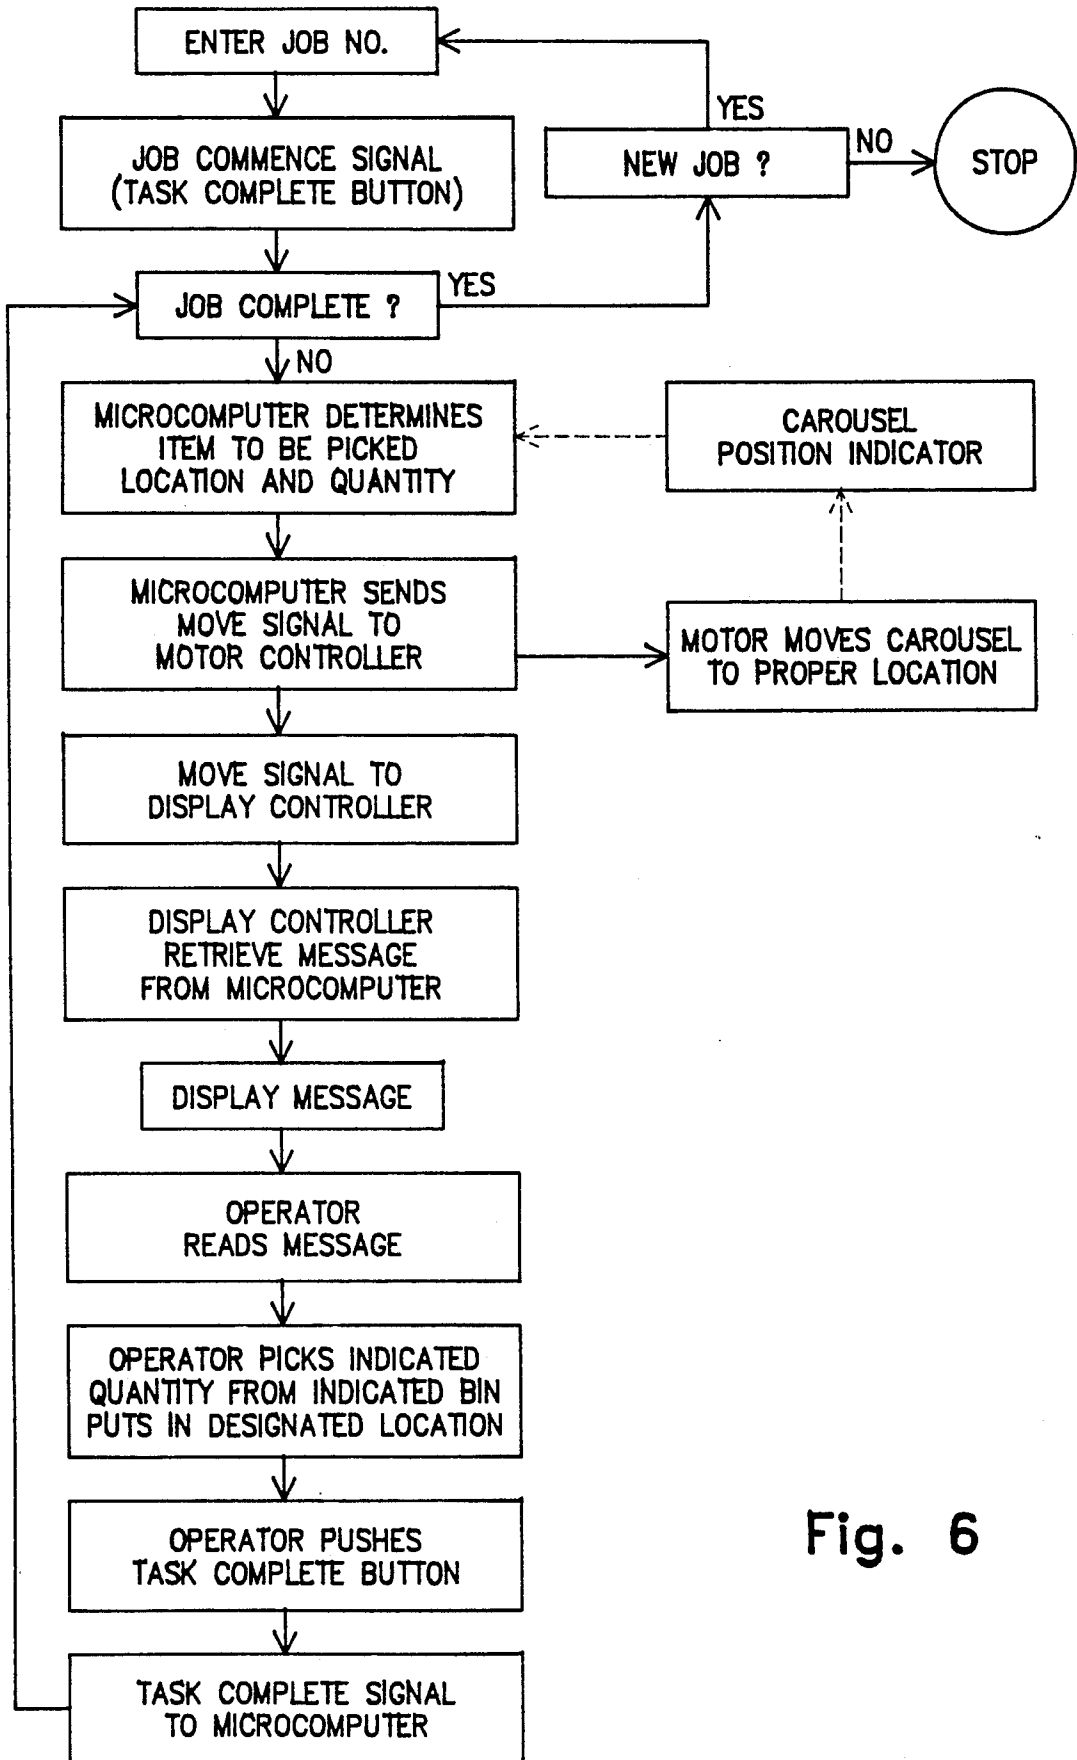 ENTER JOB NO.
YES
JOB COMMENCE SIGNAL
(TASK COMPLETE BUTTON)
NEW JOB ?
NO
STOP
JOB COMPLETE ?
YES
NO
MICROCOMPUTER DETERMINES
ITEM TO BE PICKED
LOCATION AND QUANTITY
CAROUSEL
POSITION INDICATOR
MICROCOMPUTER SENDS
MOVE SIGNAL TO
MOTOR CONTROLLER
MOTOR MOVES CAROUSEL
TO PROPER LOCATION
MOVE SIGNAL TO
DISPLAY CONTROLLER
DISPLAY CONTROLLER
RETRIEVE MESSAGE
FROM MICROCOMPUTER
DISPLAY MESSAGE
OPERATOR
READS MESSAGE
OPERATOR PICKS INDICATED
QUANTITY FROM INDICATED BIN
PUTS IN DESIGNATED LOCATION
OPERATOR PUSHES
TASK COMPLETE BUTTON
TASK COMPLETE SIGNAL
TO MICROCOMPUTER
Fig. 6